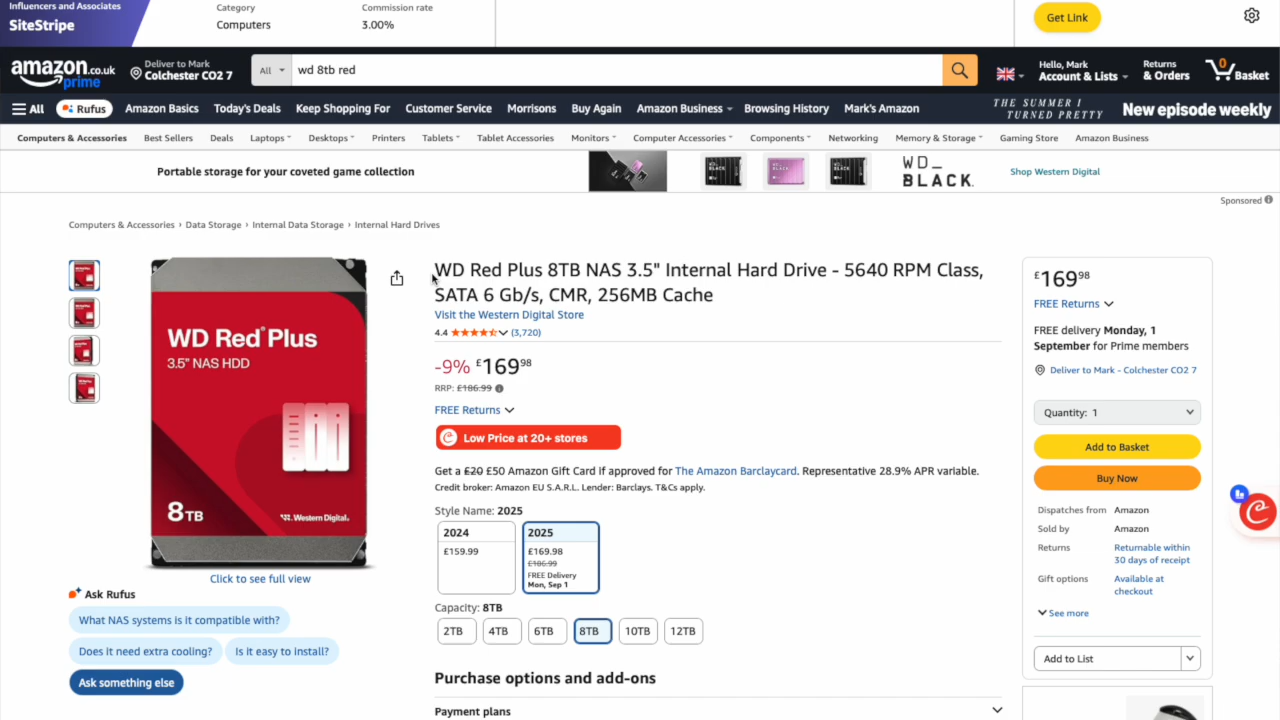 Influencers and Associates
SiteStripe
Category
Computers
Commission rate
3.00%
Get Link
amazon.co.uk
prime
Deliver to Mark
Colchester CO2 7
All
wd 8tb red
Hello, Mark
Account & Lists
Returns
& Orders
0
Basket
All
Rufus
Amazon Basics
Today's Deals
Keep Shopping For
Customer Service
Morrisons
Buy Again
Amazon Business
Browsing History
Mark's Amazon
THE SUMMER I
TURNED PRETTY
New episode weekly
Computers & Accessories
Best Sellers
Deals
Laptops
Desktops
Printers
Tablets
Tablet Accessories
Monitors
Computer Accessories
Components
Networking
Memory & Storage
Gaming Store
Amazon Business
Portable storage for your coveted game collection
WD_
BLACK.
Shop Western Digital
Sponsored
Computers & Accessories › Data Storage › Internal Data Storage › Internal Hard Drives
WD Red Plus
3.5" NAS HDD
8TB
Western Digital.
Click to see full view
Ask Rufus
What NAS systems is it compatible with?
Does it need extra cooling?
Is it easy to install?
Ask something else
WD Red Plus 8TB NAS 3.5" Internal Hard Drive - 5640 RPM Class,
SATA 6 Gb/s, CMR, 256MB Cache
Visit the Western Digital Store
4.4 (3,720)
-9% £169.98
RRP: £186.99
FREE Returns
Low Price at 20+ stores
Get a £20 £50 Amazon Gift Card if approved for The Amazon Barclaycard. Representative 28.9% APR variable.
Credit broker: Amazon EU S.A.R.L. Lender: Barclays. T&Cs apply.
Style Name: 2025
2024
£159.99
2025
£169.98
£186.99
FREE Delivery
Mon, Sep 1
Capacity: 8TB
2TB
4TB
6TB
8TB
10TB
12TB
Purchase options and add-ons
Payment plans
£169.98
FREE Returns
FREE delivery Monday, 1
September for Prime members
Deliver to Mark - Colchester CO2 7
Quantity: 1
Add to Basket
Buy Now
Dispatches from Amazon
Sold by Amazon
Returns Returnable within
30 days of receipt
Gift options Available at
checkout
See more
Add to List